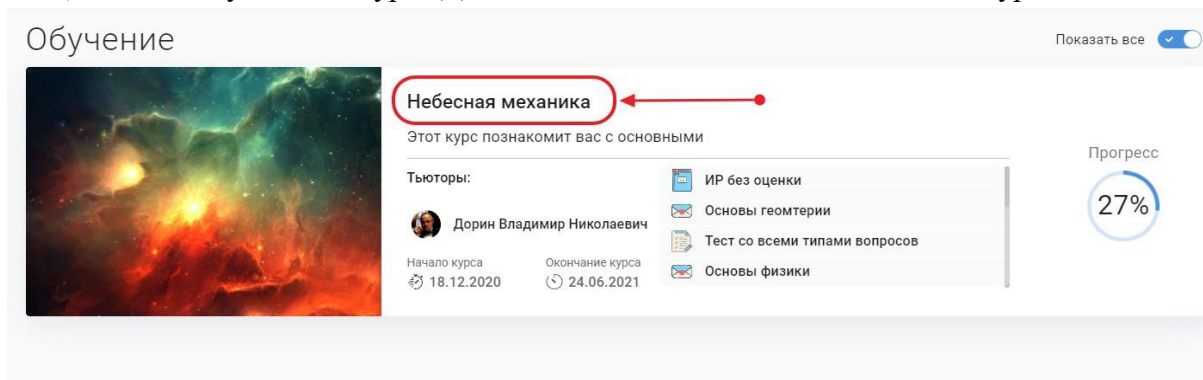 Обучение
Показать все
Небесная механика
Этот курс познакомит вас с основными
Прогресс
27%
Тьюторы:
Дорин Владимир Николаевич
Начало курса
Окончание курса
18.12.2020
24.06.2021
ИР без оценки
Основы геомтерии
Тест со всеми типами вопросов
Основы физики